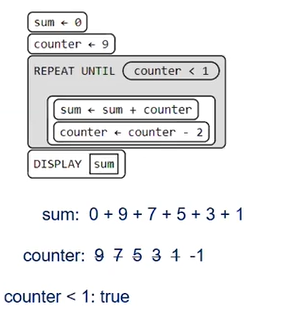 sum ← 0
counter ← 9
REPEAT UNTIL counter < 1
sum ← sum + counter
counter ← counter - 2
DISPLAY sum
sum: 0 + 9 + 7 + 5 + 3 + 1
counter: 9 7 5 3 1 -1
counter < 1: true